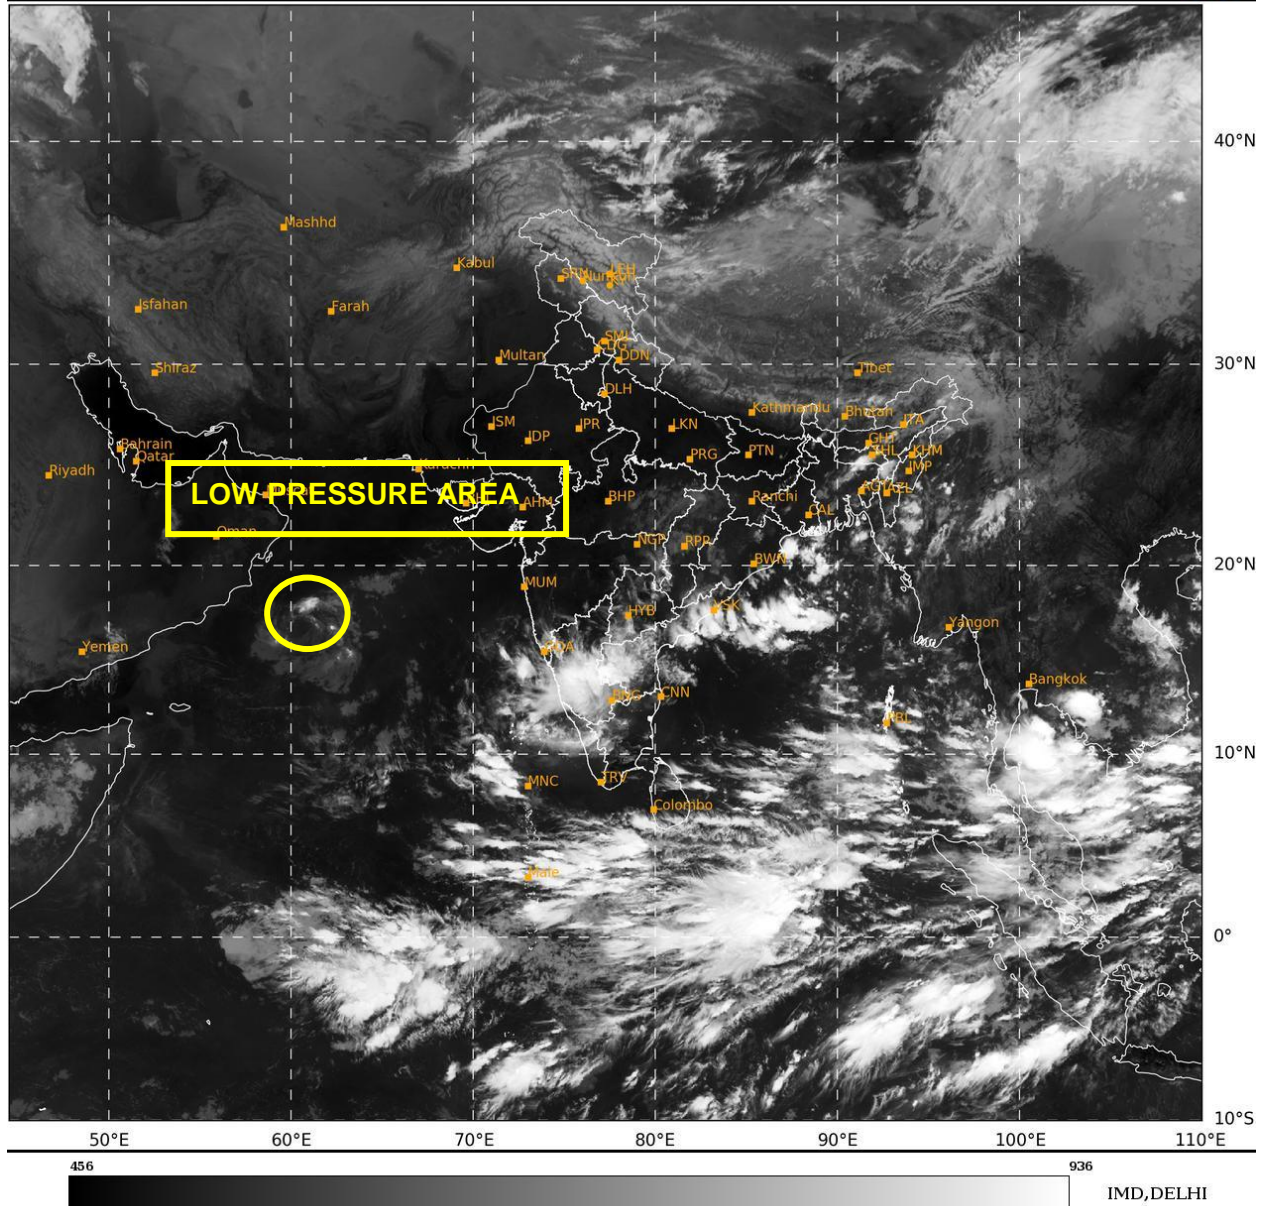 40°N
Mashhd
Kabul
LEH
SRN
Isfahan
Farah
SML
Multan
DDN
30°N
Shiraz
Tibet
DLH
Kathmandu
Bhutan
ITA
JSM
JDP
JPR
LKN
Bahrain
PRG
PTN
KHM
Qatar
IMP
Riyadh
Karachi
LOW PRESSURE AREA
AHM
BHP
Ranchi
AGT
AZL
CAL
Oman
NGP
RPR
BWN
20°N
MUM
HYB
VSK
Yangon
Yemen
GOA
Bangkok
BNG
CNN
PBL
10°N
MNC
TRV
Colombo
Male
0°
10°S
50°E
60°E
70°E
80°E
90°E
100°E
110°E
456
936
IMD,DELHI